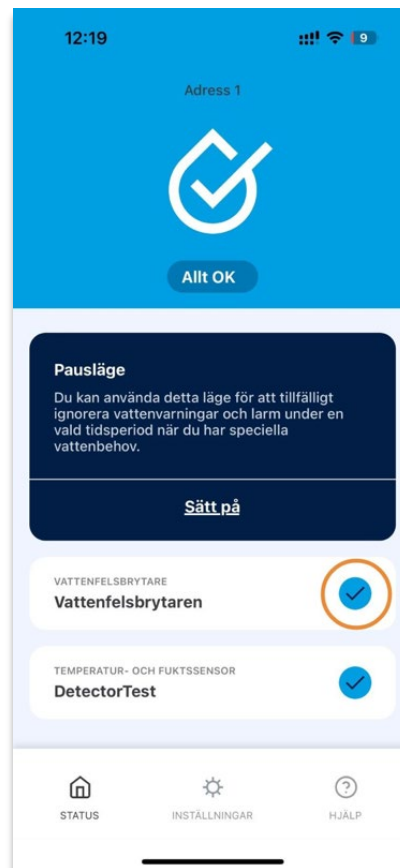 12:19
9
Adress 1
Allt OK
Pausläge
Du kan använda detta läge för att tillfälligt
ignorera vattenvarningar och larm under en
vald tidsperiod när du har speciella
vattenbehov.
Sätt på
VATTENFELSBRYTARE
Vattenfelsbrytaren
TEMPERATUR- OCH FUKTSSENSOR
DetectorTest
STATUS
INSTÄLLNINGAR
HJÄLP